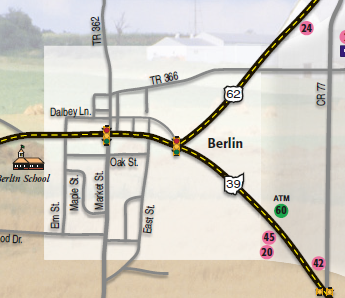 TR 362
24
TR 366
62
CR 77
Dalbey Ln.
Berlin
Oak St.
Berlin School
39
ATM
60
Elm St.
Maple St.
Market St.
East St.
45
20
42
od Dr.